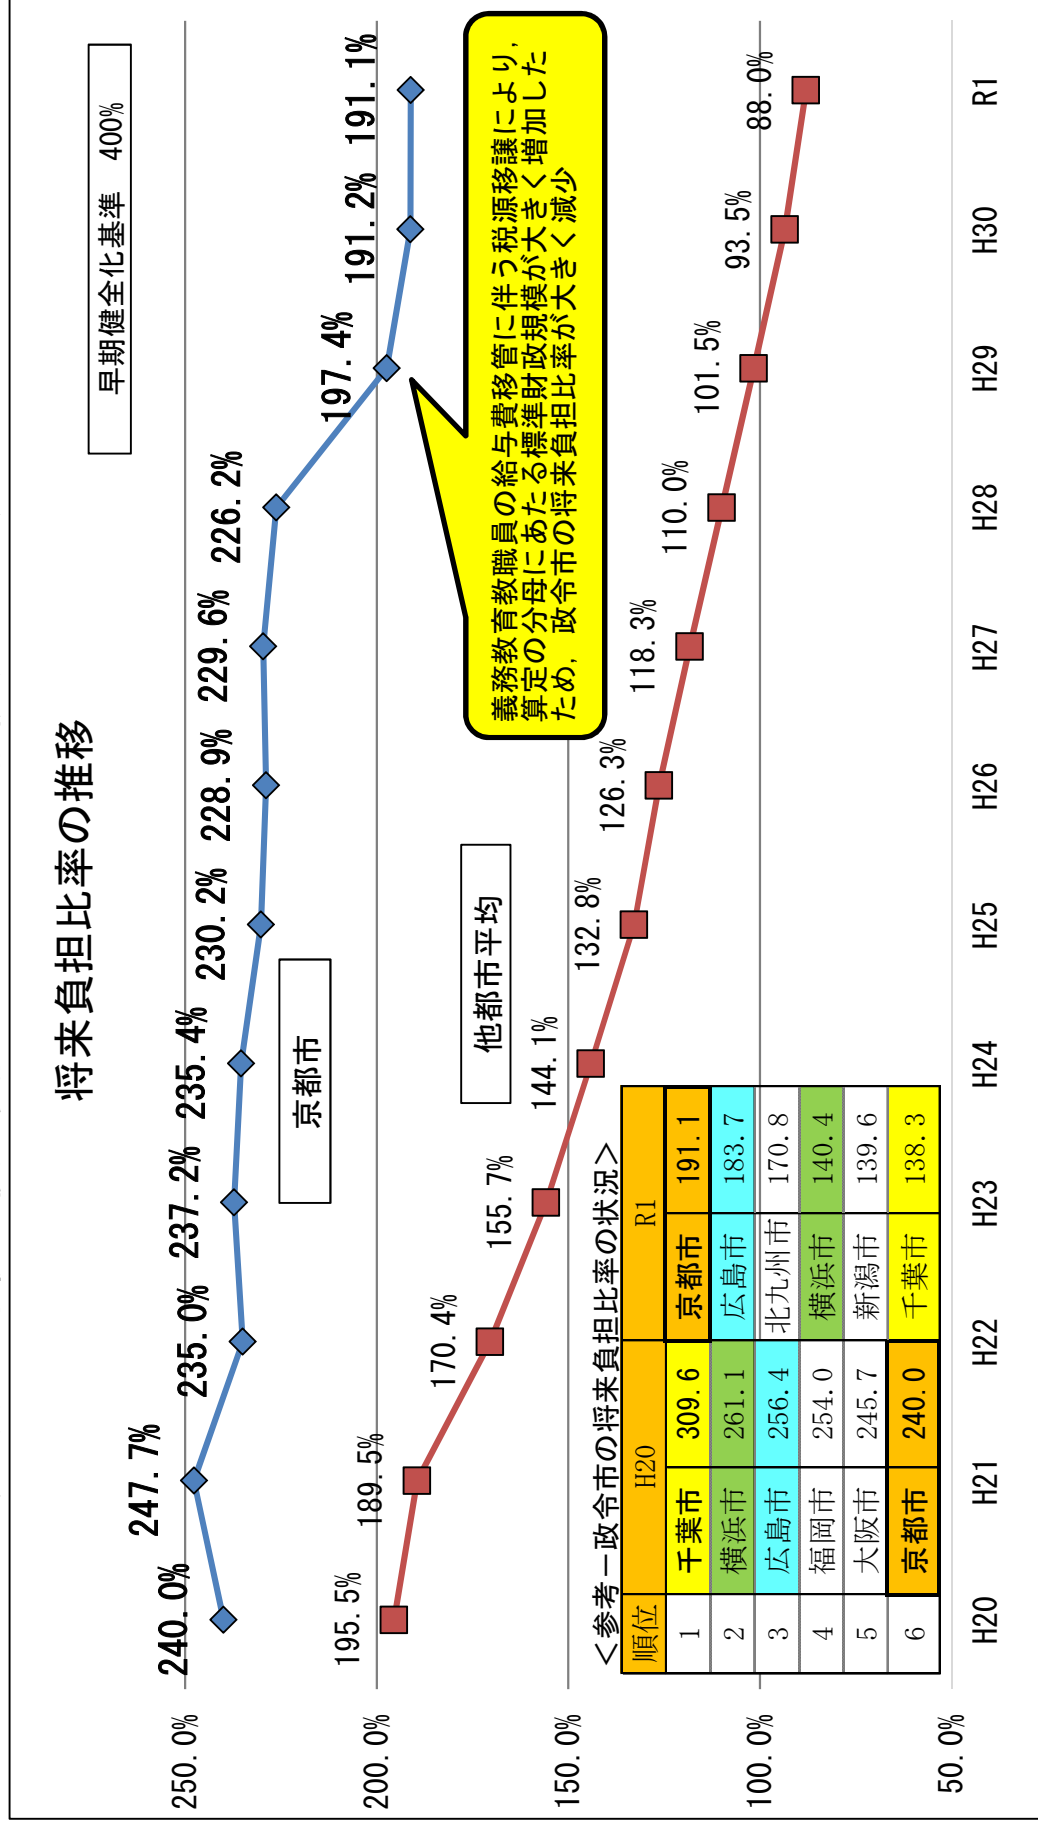 将来負担比率の推移
早期健全化基準　400%
250.0%
200.0%
150.0%
100.0%
50.0%
240.0%
247.7%
235.0%
237.2%
235.4%
230.2%
228.9%
229.6%
226.2%
197.4%
191.2%
191.1%
京都市
他都市平均
195.5%
189.5%
170.4%
155.7%
144.1%
132.8%
126.3%
118.3%
110.0%
101.5%
93.5%
88.0%
義務教育教職員の給与費移管に伴う税源移譲により，
算定の分母にあたる標準財政規模が大きく増加した
ため，政令市の将来負担比率が大きく減少
＜参考－政令市の将来負担比率の状況＞
順位 H20 R1
1 千葉市 309.6 京都市 191.1
2 横浜市 261.1 広島市 183.7
3 広島市 256.4 北九州市 170.8
4 福岡市 254.0 横浜市 140.4
5 大阪市 245.7 新潟市 139.6
6 京都市 240.0 千葉市 138.3
H20 H21 H22 H23 H24 H25 H26 H27 H28 H29 H30 R1